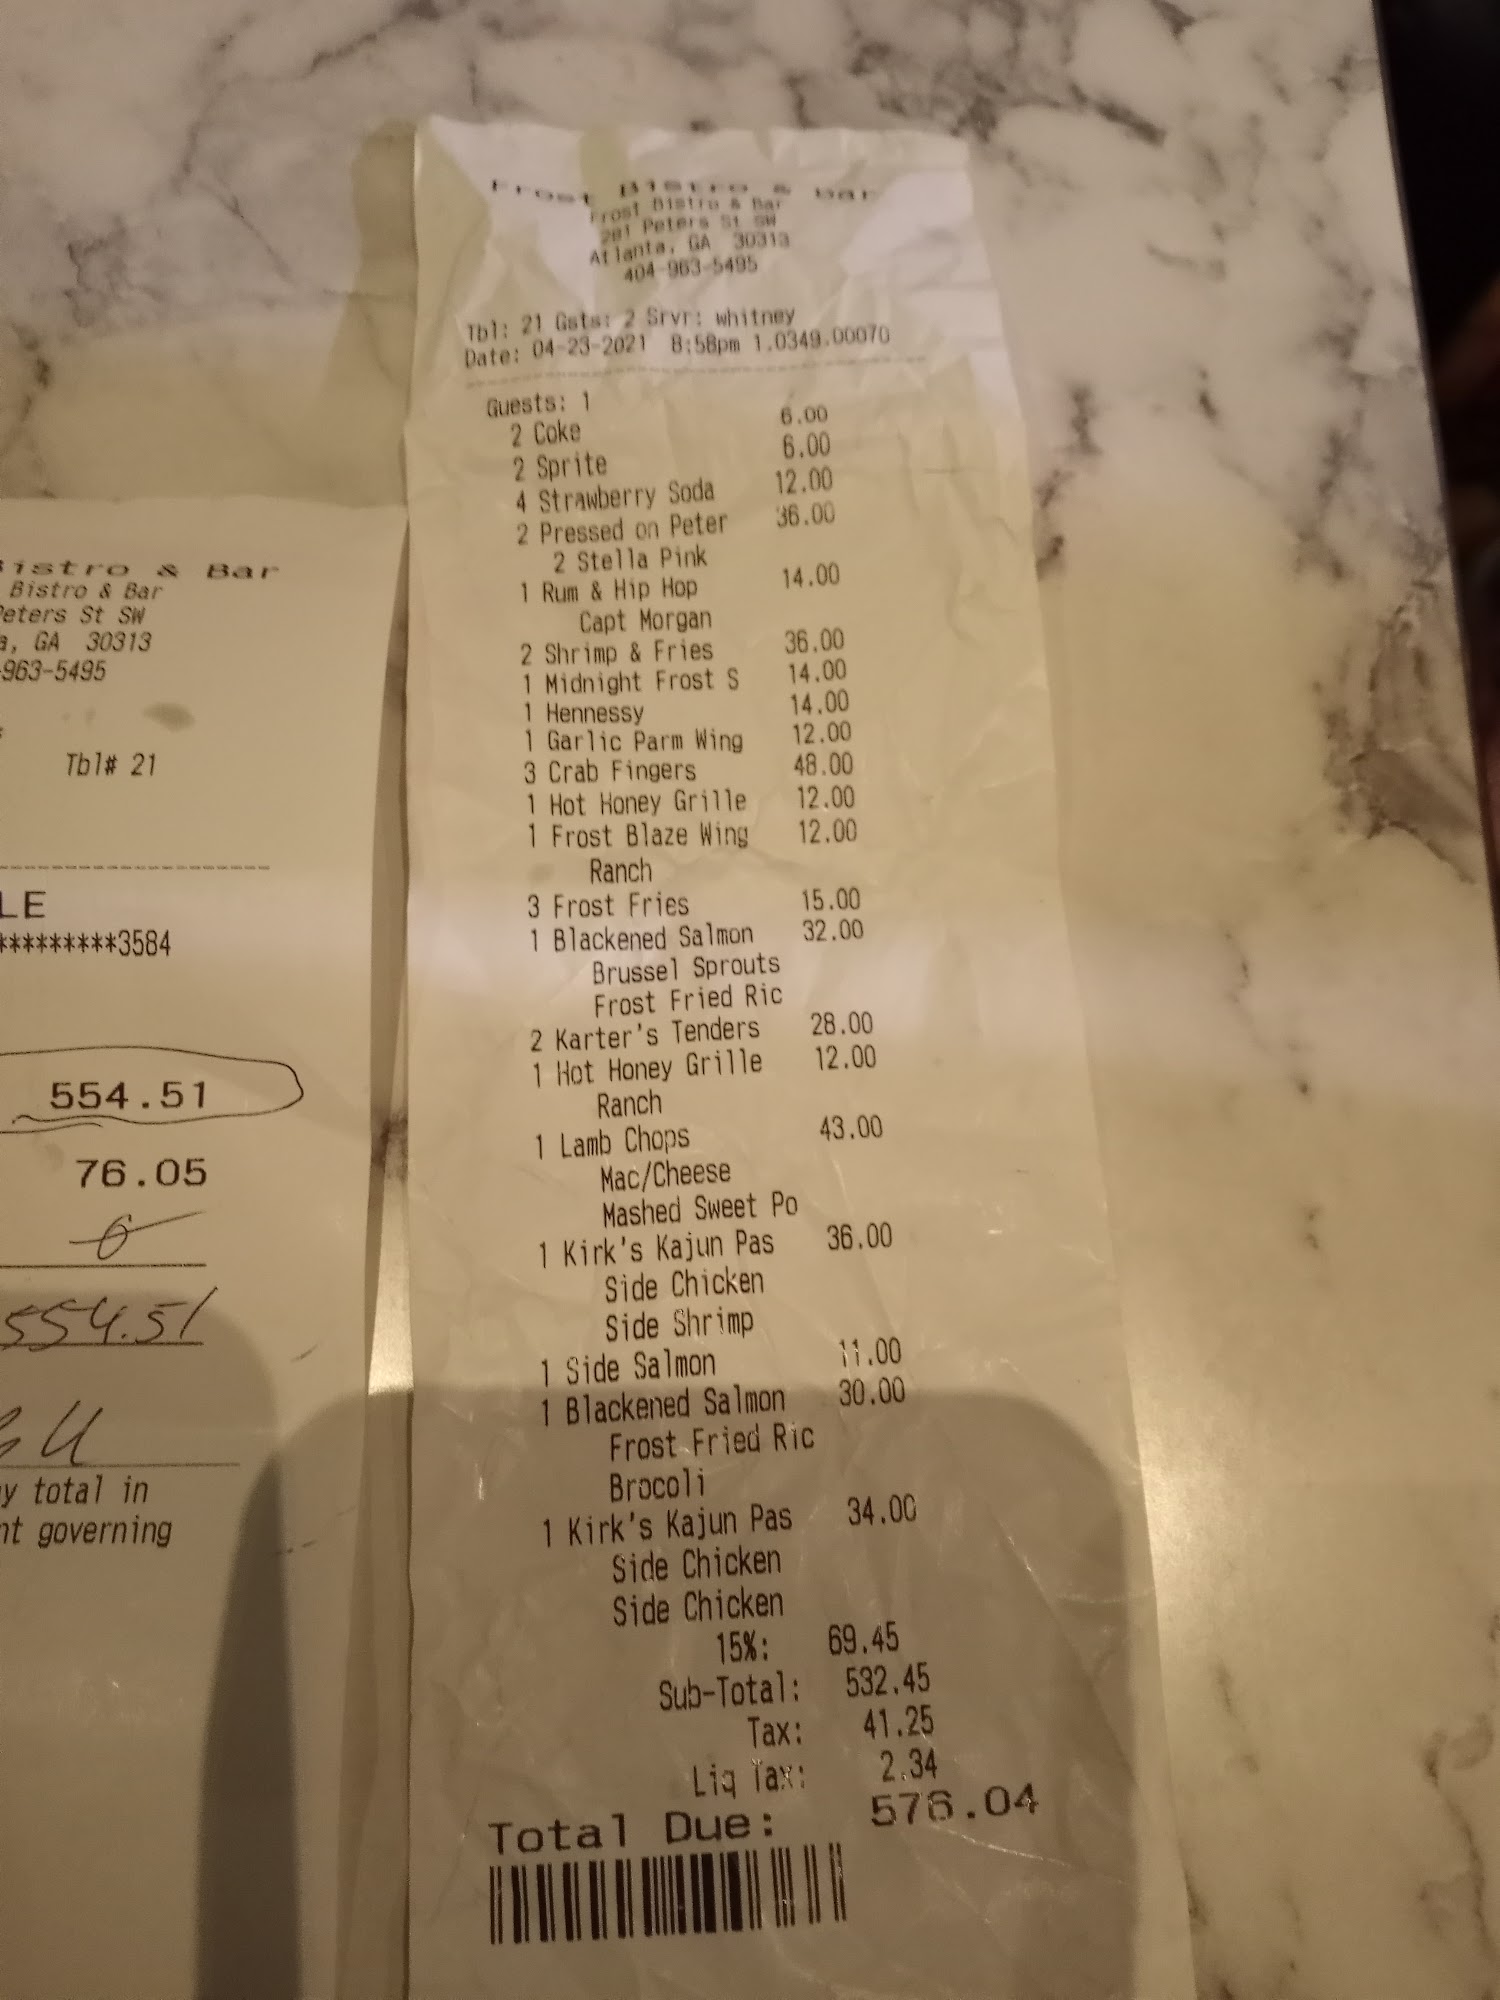 istro & Bar
Bistro & Bar
Peters St SW
a, GA 30313
-963-5495
Tbl# 21
LE
*********3584
554.51
76.05
0
554.51
y total in
nt governing
Frost Bistro & Bar
Frost Bistro & Bar
281 Peters St SW
Atlanta, GA 30313
404-963-5495
Tbl: 21 Gsts: 2 Srvr: whitney
Date: 04-23-2021 8:58pm 1.0349.00070
Guests: 1
2 Coke 6.00
2 Sprite 6.00
4 Strawberry Soda 12.00
2 Pressed on Peter 36.00
2 Stella Pink
1 Rum & Hip Hop 14.00
Capt Morgan
2 Shrimp & Fries 36.00
1 Midnight Frost S 14.00
1 Hennessy 14.00
1 Garlic Parm Wing 12.00
3 Crab Fingers 48.00
1 Hot Honey Grille 12.00
1 Frost Blaze Wing 12.00
Ranch
3 Frost Fries 15.00
1 Blackened Salmon 32.00
Brussel Sprouts
Frost Fried Ric
2 Karter's Tenders 28.00
1 Hot Honey Grille 12.00
Ranch
1 Lamb Chops 43.00
Mac/Cheese
Mashed Sweet Po
1 Kirk's Kajun Pas 36.00
Side Chicken
Side Shrimp
1 Side Salmon 11.00
1 Blackened Salmon 30.00
Frost Fried Ric
Brocoli
1 Kirk's Kajun Pas 34.00
Side Chicken
Side Chicken
15%: 69.45
Sub-Total: 532.45
Tax: 41.25
Liq Tax: 2.34
Total Due: 576.04